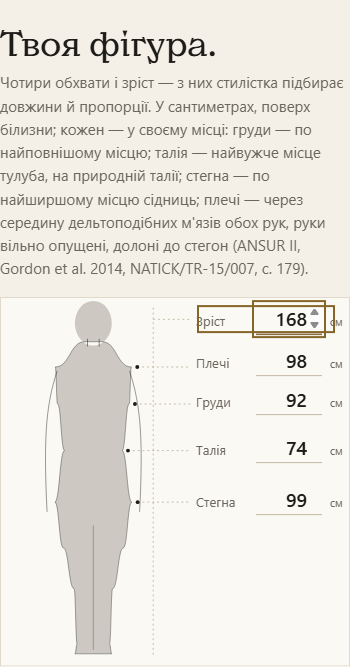 Твоя фігура.
Чотири обхвати і зріст — з них стилістка підбирає
довжини й пропорції. У сантиметрах, поверх
білизни; кожен — у своєму місці: груди — по
найповнішому місцю; талія — найвужче місце
тулуба, на природній талії; стегна — по
найширшому місцю сідниць; плечі — через
середину дельтоподібних м'язів обох рук, руки
вільно опущені, долоні до стегон (ANSUR II,
Gordon et al. 2014, NATICK/TR-15/007, с. 179).
Зріст 168 см
Плечі 98 см
Груди 92 см
Талія 74 см
Стегна 99 см